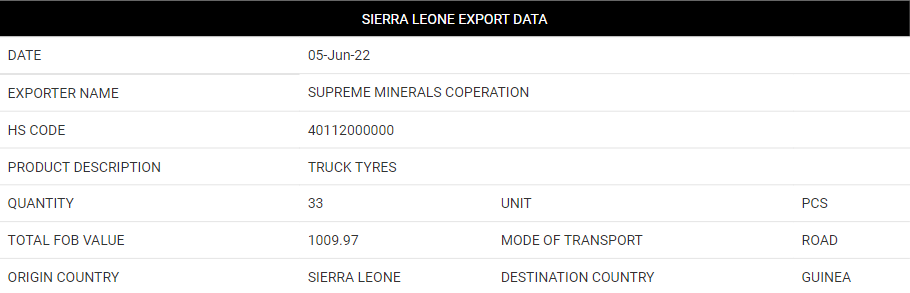 SIERRA LEONE EXPORT DATA
DATE 05-Jun-22
EXPORTER NAME SUPREME MINERALS COPERATION
HS CODE 40112000000
PRODUCT DESCRIPTION TRUCK TYRES
QUANTITY 33 UNIT PCS
TOTAL FOB VALUE 1009.97 MODE OF TRANSPORT ROAD
ORIGIN COUNTRY SIERRA LEONE DESTINATION COUNTRY GUINEA